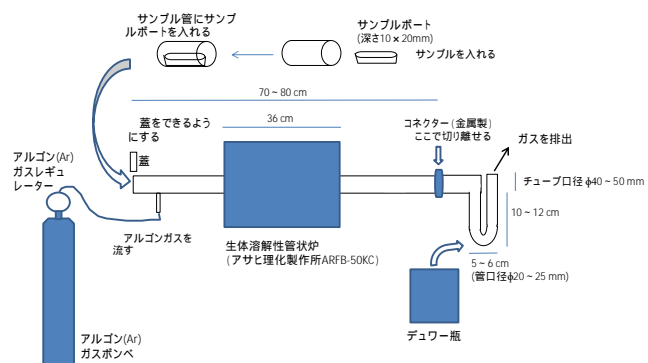 サンプル管にサンプ
ルボートを入れる
サンプルボート
(深さ10×20mm)
サンプルを入れる
70~80 cm
蓋をできるよう
にする
36 cm
コネクター(金属製)
ここで切り離せる
ガスを排出
アルゴン(Ar)
ガスレギュ
レーター
蓋
チューブ口径 ɸ40~50 mm
10~12 cm
アルゴンガスを
流す
生体溶解性管状炉
(アサヒ理化製作所ARFB-50KC)
5~6 cm
(管口径ɸ20~25 mm)
デュワー瓶
アルゴン(Ar)
ガスボンベ